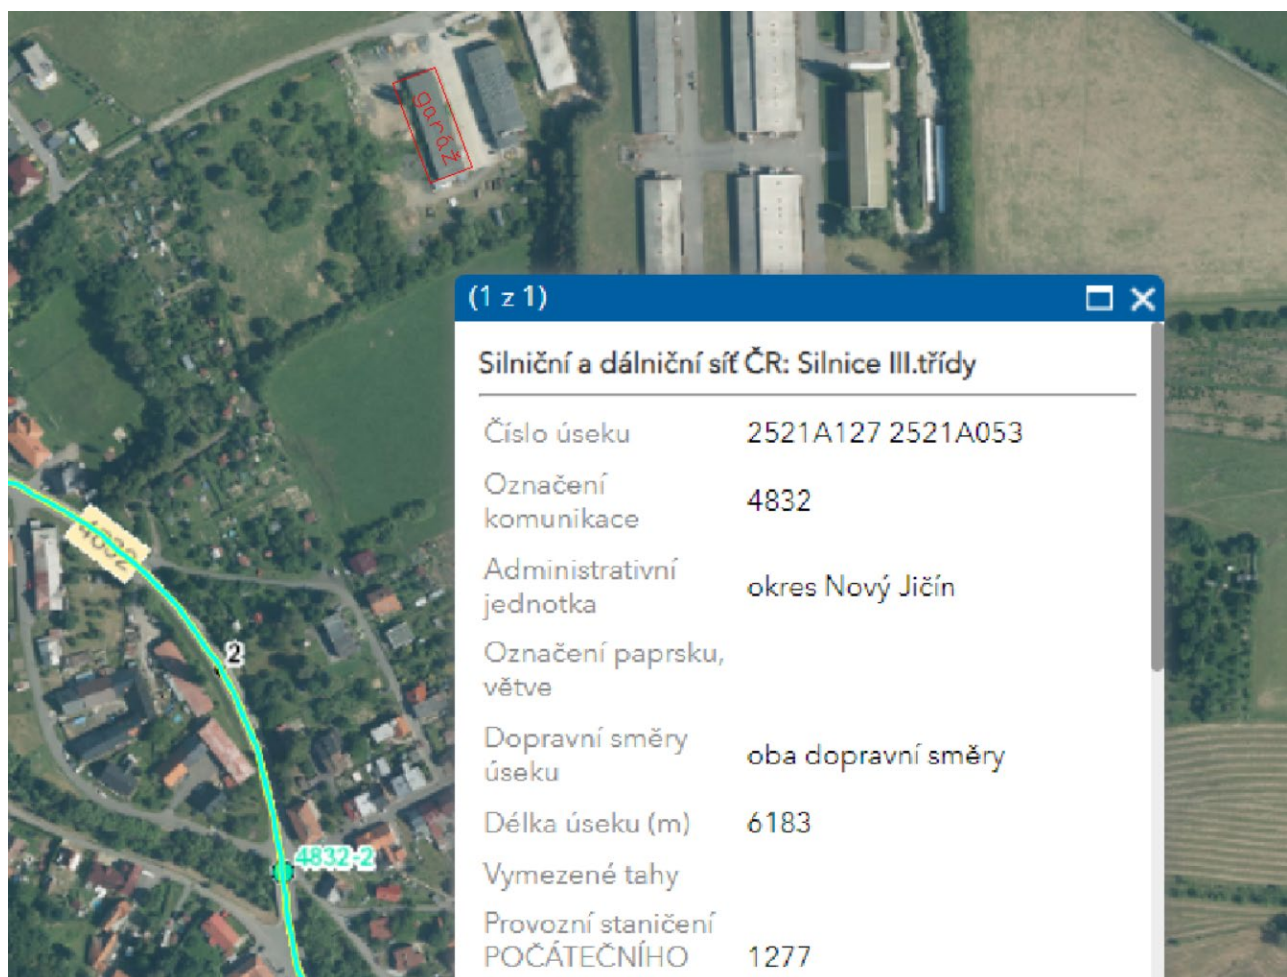 garáž
(1 z 1)
Silniční a dálniční síť ČR: Silnice III.třídy
Číslo úseku 2521A127 2521A053
Označení
komunikace 4832
Administrativní
jednotka okres Nový Jičín
Označení paprsku,
větve
Dopravní směry
úseku oba dopravní směry
Délka úseku (m) 6183
Vymezené tahy
Provozní staničení
POČÁTEČNÍHO 1277
4832
2
4832-2